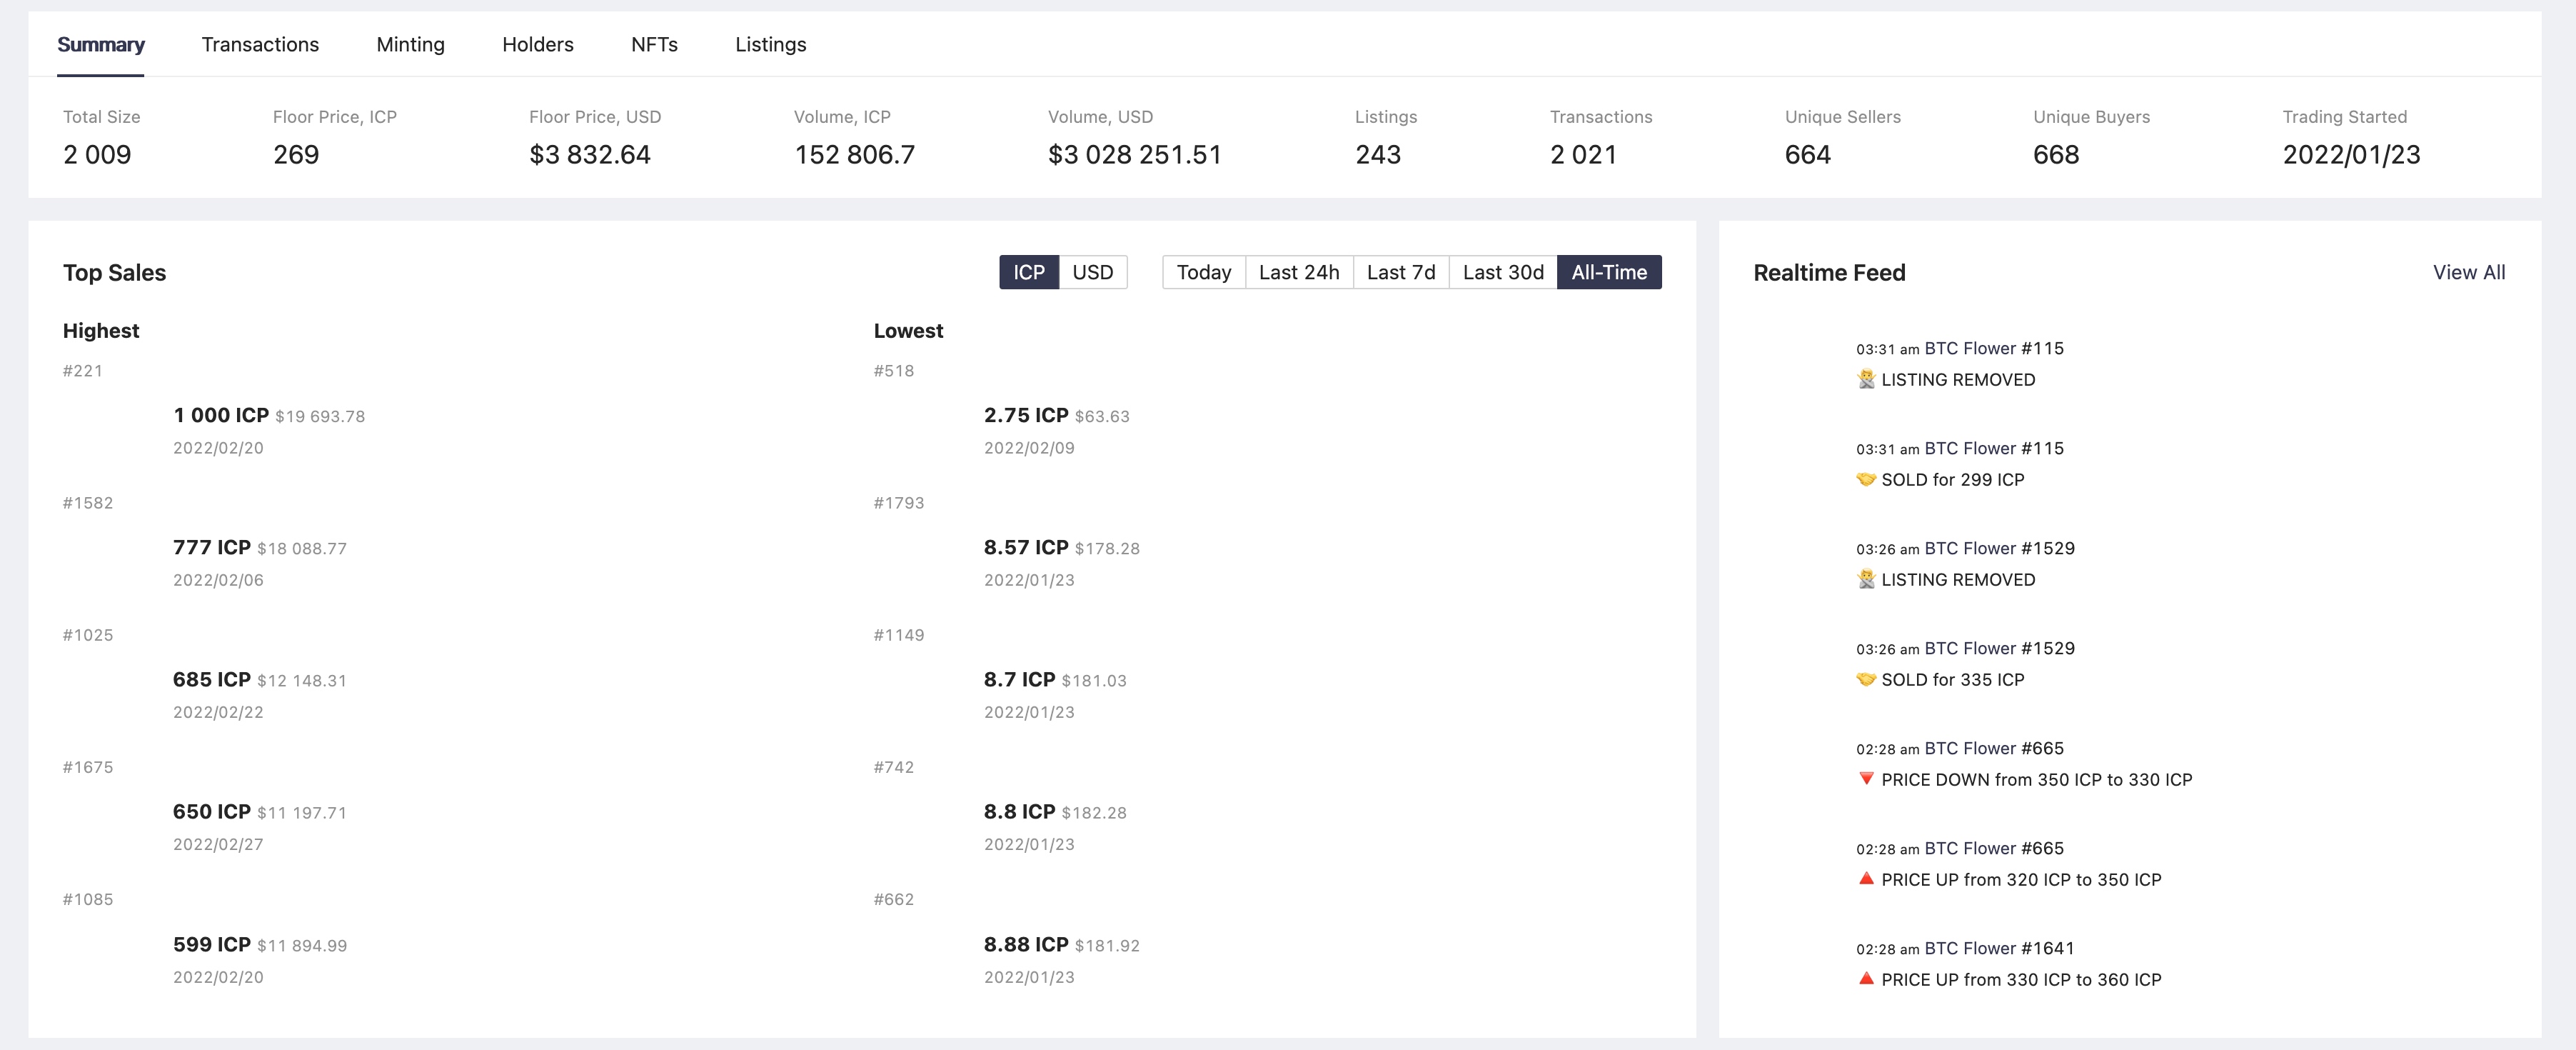 Summary Transactions Minting Holders NFTs Listings
Total Size Floor Price, ICP Floor Price, USD Volume, ICP Volume, USD Listings Transactions Unique Sellers Unique Buyers Trading Started
2 009 269 $3 832.64 152 806.7 $3 028 251.51 243 2 021 664 668 2022/01/23
Top Sales ICP USD Today Last 24h Last 7d Last 30d All-Time
Highest
#221
1 000 ICP $19 693.78
2022/02/20
#1582
777 ICP $18 088.77
2022/02/06
#1025
685 ICP $12 148.31
2022/02/22
#1675
650 ICP $11 197.71
2022/02/27
#1085
599 ICP $11 894.99
2022/02/20
Lowest
#518
2.75 ICP $63.63
2022/02/09
#1793
8.57 ICP $178.28
2022/01/23
#1149
8.7 ICP $181.03
2022/01/23
#742
8.8 ICP $182.28
2022/01/23
#662
8.88 ICP $181.92
2022/01/23
Realtime Feed View All
03:31 am BTC Flower #115
🙅 LISTING REMOVED
03:31 am BTC Flower #115
🤝 SOLD for 299 ICP
03:26 am BTC Flower #1529
🙅 LISTING REMOVED
03:26 am BTC Flower #1529
🤝 SOLD for 335 ICP
02:28 am BTC Flower #665
🔻 PRICE DOWN from 350 ICP to 330 ICP
02:28 am BTC Flower #665
🔺 PRICE UP from 320 ICP to 350 ICP
02:28 am BTC Flower #1641
🔺 PRICE UP from 330 ICP to 360 ICP